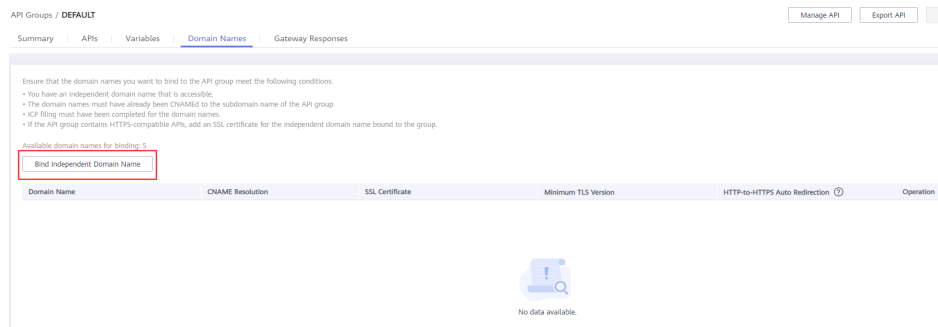 API Groups / DEFAULT
Manage API
Export API
Summary
APIs
Variables
Domain Names
Gateway Responses
Ensure that the domain names you want to bind to the API group meet the following conditions:
• You have an independent domain name that is accessible.
• The domain names must have already been CNAMEd to the subdomain name of the API group.
• ICP filing must have been completed for the domain names.
• If the API group contains HTTPS-compatible APIs, add an SSL certificate for the independent domain name bound to the group.
Available domain names for binding: 5
Bind Independent Domain Name
Domain Name
CNAME Resolution
SSL Certificate
Minimum TLS Version
HTTP-to-HTTPS Auto Redirection ?
Operation
No data available.